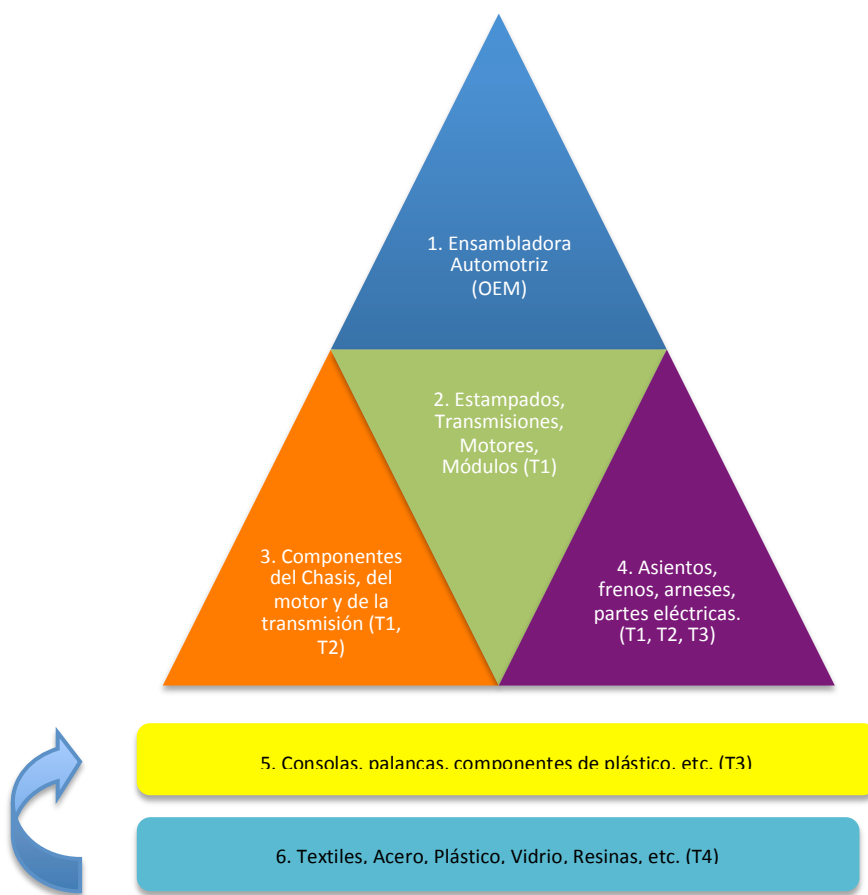 1. Ensambladora
Automotriz
(OEM)
2. Estampados,
Transmisiones,
Motores,
Módulos (T1)
3. Componentes
del Chasis, del
motor y de la
transmisión (T1,
T2)
4. Asientos,
frenos, arneses,
partes eléctricas.
(T1, T2, T3)
5. Consolas, palancas, componentes de plástico, etc. (T3)
6. Textiles, Acero, Plástico, Vidrio, Resinas, etc. (T4)